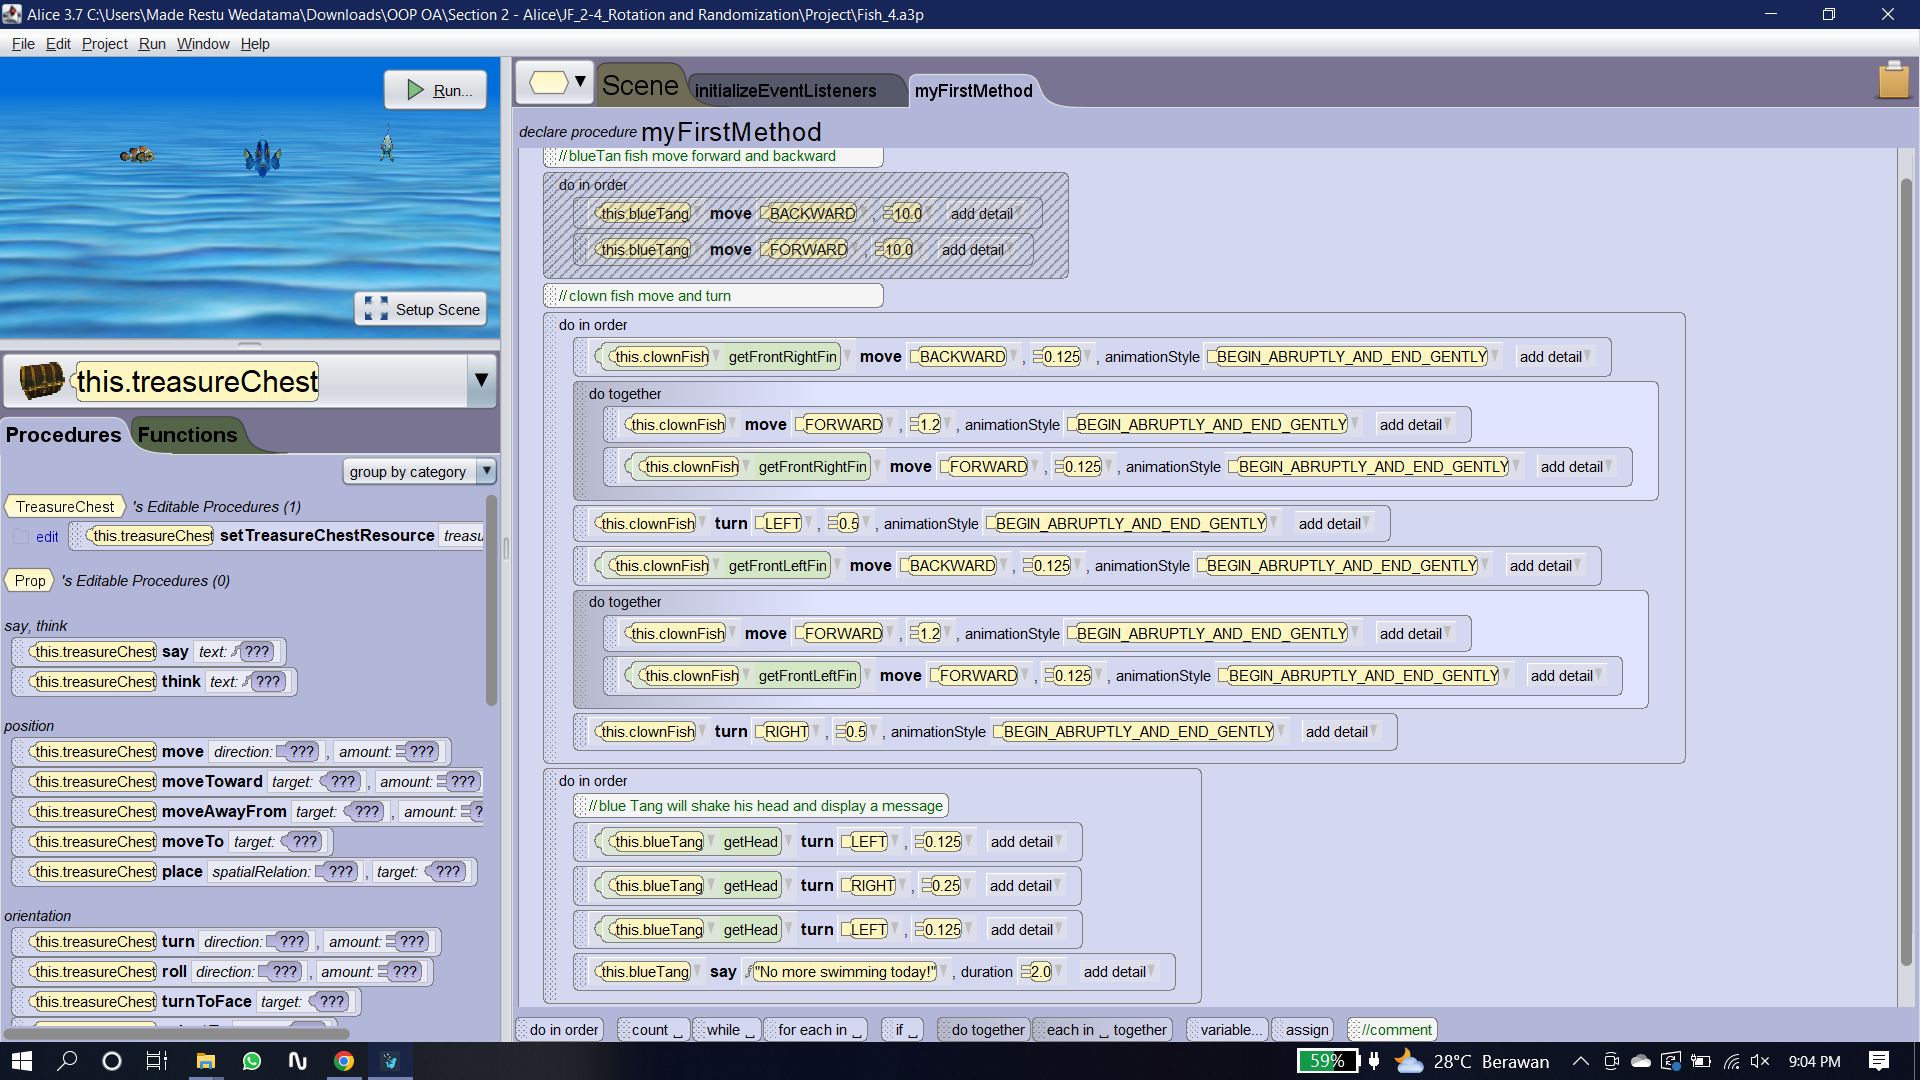 Alice 3.7 C:\Users\Made Restu Wedatama\Downloads\OOP OA\Section 2 - Alice\JF_2-4_Rotation and Randomization\Project\Fish_4.a3p
File Edit Project Run Window Help
Run...
Setup Scene
this.treasureChest
Procedures Functions
group by category
TreasureChest 's Editable Procedures (1)
edit this.treasureChest setTreasureChestResource treasu
Prop 's Editable Procedures (0)
say, think
this.treasureChest say text: ???
this.treasureChest think text: ???
position
this.treasureChest move direction: ???, amount: ???
this.treasureChest moveToward target: ???, amount: ???
this.treasureChest moveAwayFrom target: ???, amount: ?
this.treasureChest moveTo target: ???
this.treasureChest place spatialRelation: ???, target: ???
orientation
this.treasureChest turn direction: ???, amount: ???
this.treasureChest roll direction: ???, amount: ???
this.treasureChest turnToFace target: ???
Scene initializeEventListeners myFirstMethod
declare procedure myFirstMethod
//blueTan fish move forward and backward
do in order
this.blueTang move BACKWARD, 10.0 add detail
this.blueTang move FORWARD, 10.0 add detail
//clown fish move and turn
do in order
this.clownFish getFrontRightFin move BACKWARD, 0.125, animationStyle BEGIN_ABRUPTLY_AND_END_GENTLY add detail
do together
this.clownFish move FORWARD, 1.2, animationStyle BEGIN_ABRUPTLY_AND_END_GENTLY add detail
this.clownFish getFrontRightFin move FORWARD, 0.125, animationStyle BEGIN_ABRUPTLY_AND_END_GENTLY add detail
this.clownFish turn LEFT, 0.5, animationStyle BEGIN_ABRUPTLY_AND_END_GENTLY add detail
this.clownFish getFrontLeftFin move BACKWARD, 0.125, animationStyle BEGIN_ABRUPTLY_AND_END_GENTLY add detail
do together
this.clownFish move FORWARD, 1.2, animationStyle BEGIN_ABRUPTLY_AND_END_GENTLY add detail
this.clownFish getFrontLeftFin move FORWARD, 0.125, animationStyle BEGIN_ABRUPTLY_AND_END_GENTLY add detail
this.clownFish turn RIGHT, 0.5, animationStyle BEGIN_ABRUPTLY_AND_END_GENTLY add detail
do in order
//blue Tang will shake his head and display a message
this.blueTang getHead turn LEFT, 0.125 add detail
this.blueTang getHead turn RIGHT, 0.25 add detail
this.blueTang getHead turn LEFT, 0.125 add detail
this.blueTang say "No more swimming today!", duration 2.0 add detail
do in order count _ while _ for each in _ if _ do together each in _ together variable... assign //comment
59% 28°C Berawan 9:04 PM